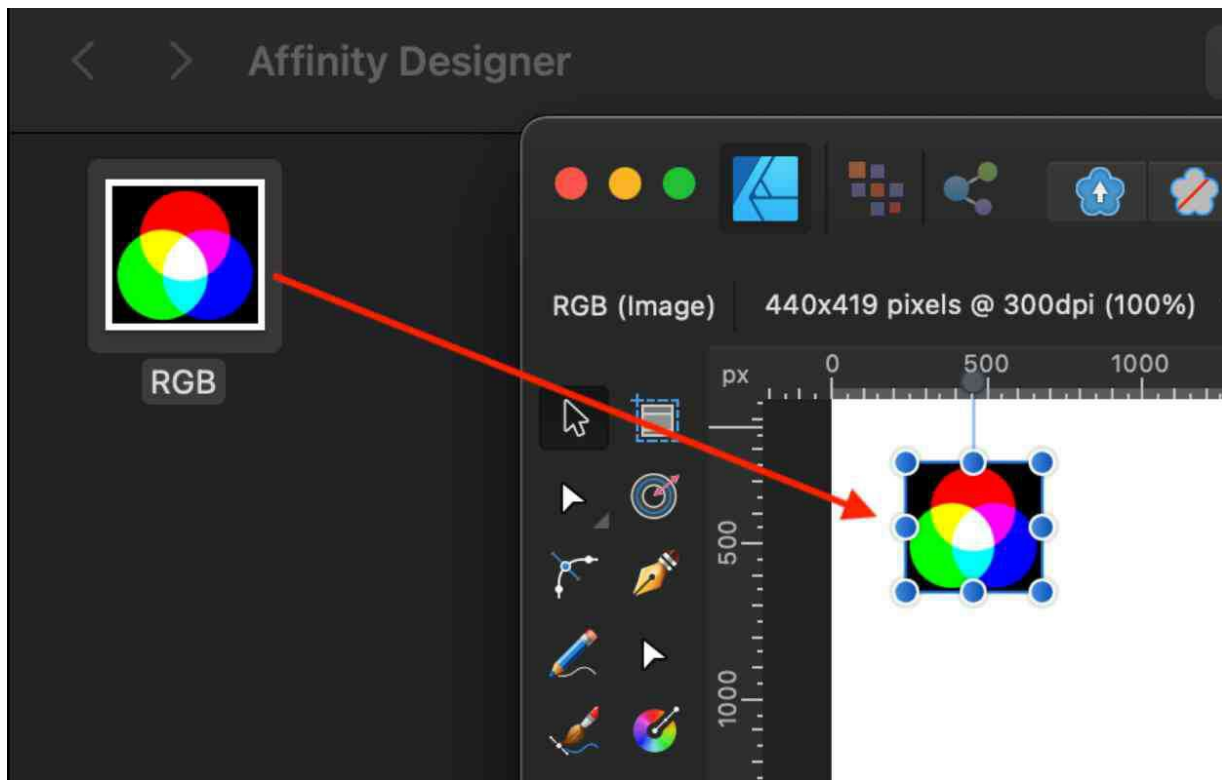 Affinity Designer
RGB
RGB (Image) 440x419 pixels @ 300dpi (100%)
px 0 500 1000
500
1000